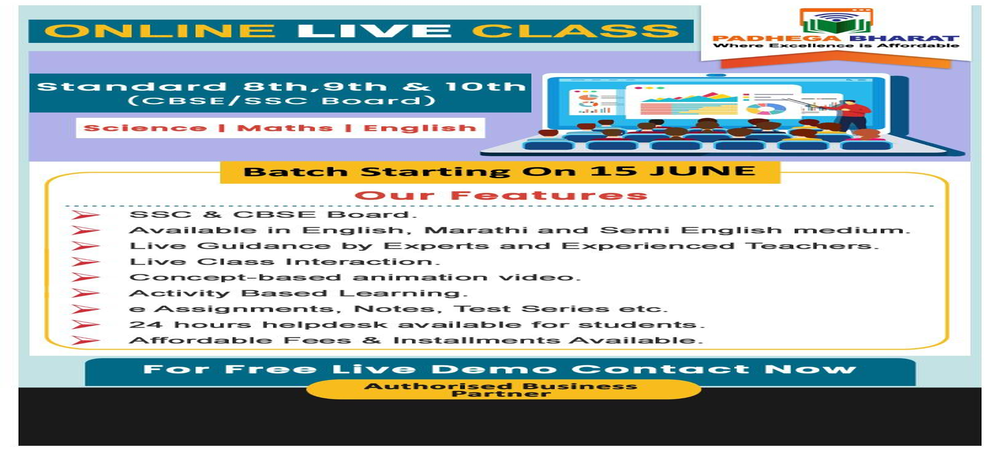 ONLINE LIVE CLASS
PADHEGA BHARAT
Where Excellence is Affordable
Standard 8th,9th & 10th
(CBSE/SSC Board)
Science | Maths | English
Batch Starting On 15 JUNE
Our Features
SSC & CBSE Board.
Available in English, Marathi and Semi English medium.
Live Guidance by Experts and Experienced Teachers.
Live Class Interaction.
Concept-based animation video.
Activity Based Learning.
e Assignments, Notes, Test Series etc.
24 hours helpdesk available for students.
Affordable Fees & Installments Available.
For Free Live Demo Contact Now
Authorised Business
Partner